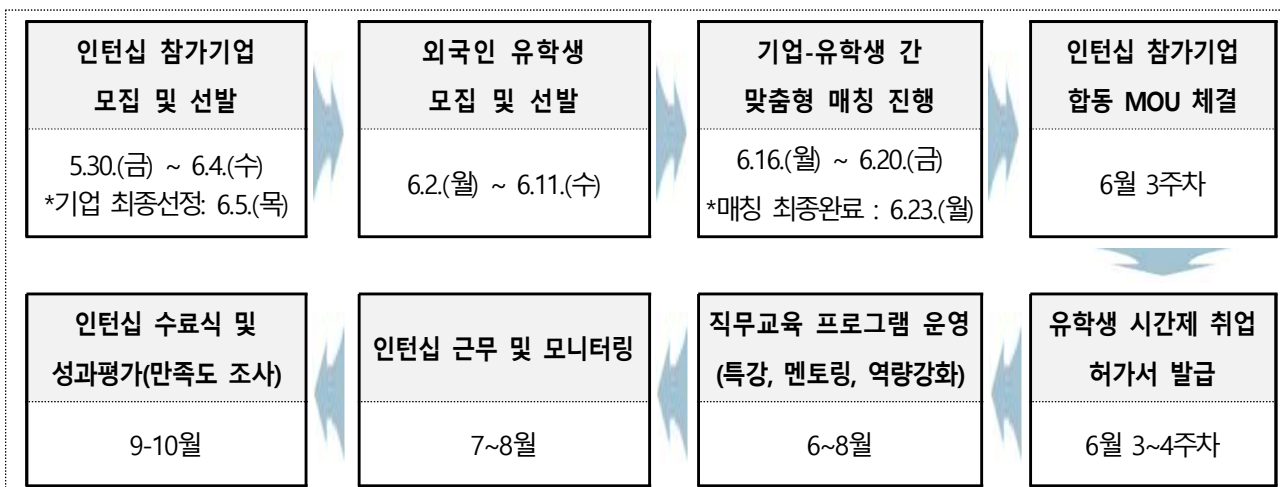 인턴십 참가기업
모집 및 선발
5.30.(금) ~ 6.4.(수)
*기업 최종선정: 6.5.(목)
외국인 유학생
모집 및 선발
6.2.(월) ~ 6.11.(수)
기업-유학생 간
맞춤형 매칭 진행
6.16.(월) ~ 6.20.(금)
*매칭 최종완료 : 6.23.(월)
인턴십 참가기업
합동 MOU 체결
6월 3주차
유학생 시간제 취업
허가서 발급
6월 3~4주차
직무교육 프로그램 운영
(특강, 멘토링, 역량강화)
6~8월
인턴십 근무 및 모니터링
7~8월
인턴십 수료식 및
성과평가(만족도 조사)
9-10월